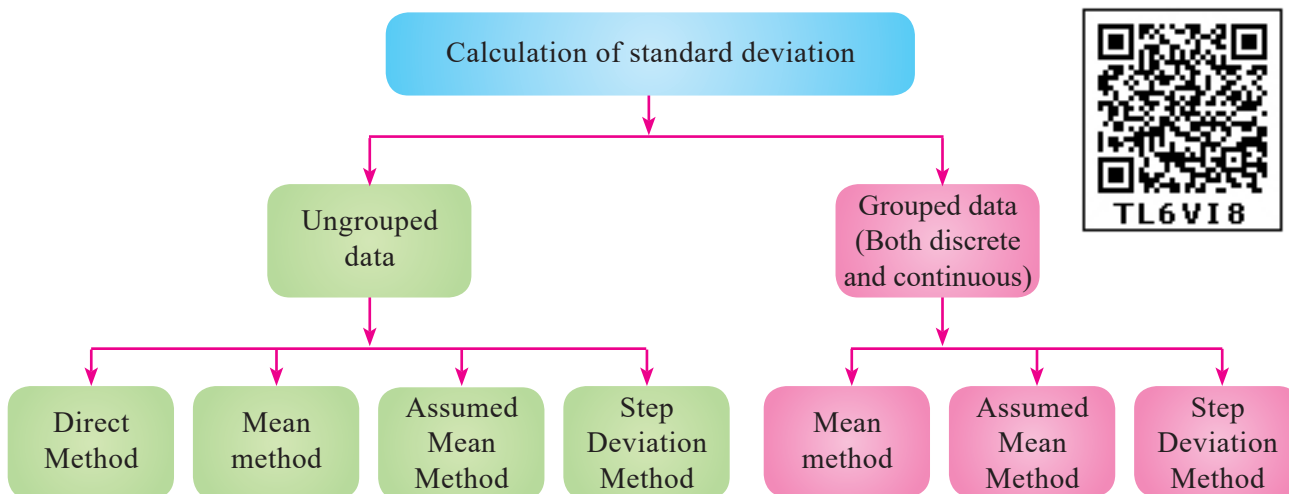 Calculation of standard deviation
Ungrouped
data
Grouped data
(Both discrete
and continuous)
TL6VI8
Direct
Method
Mean
method
Assumed
Mean
Method
Step
Deviation
Method
Mean
method
Assumed
Mean
Method
Step
Deviation
Method